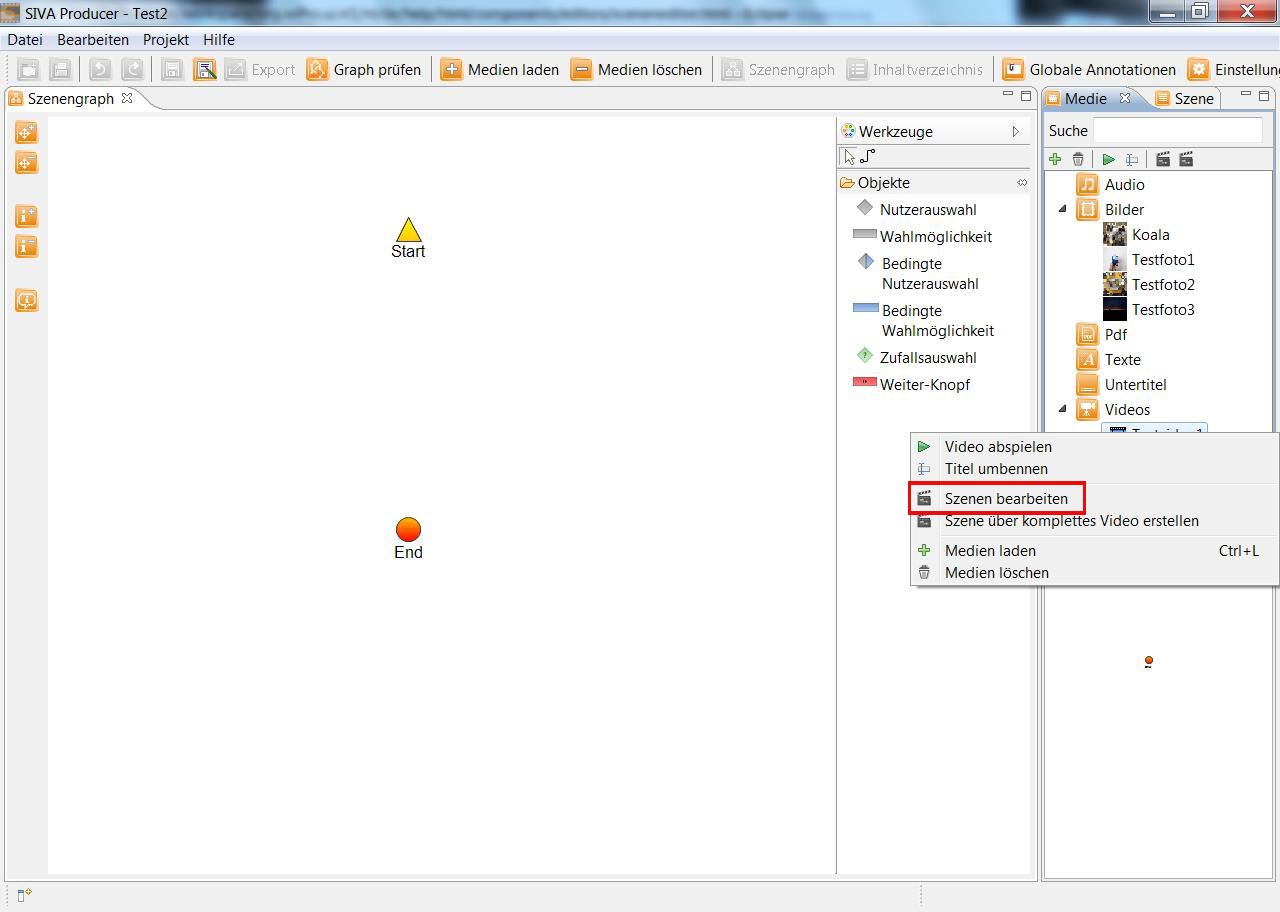 SIVA Producer - Test2
Datei Bearbeiten Projekt Hilfe
Export Graph prüfen Medien laden Medien löschen Szenengraph Inhaltverzeichnis Globale Annotationen Einstellun
Szenengraph
Medie Szene
Suche
Werkzeuge
Objekte
Nutzerauswahl
Wahlmöglichkeit
Bedingte
Nutzerauswahl
Bedingte
Wahlmöglichkeit
Zufallsauswahl
Weiter-Knopf
Start
End
Audio
Bilder
Koala
Testfoto1
Testfoto2
Testfoto3
Pdf
Texte
Untertitel
Videos
Video abspielen
Titel umbennen
Szenen bearbeiten
Szene über komplettes Video erstellen
Medien laden Ctrl+L
Medien löschen